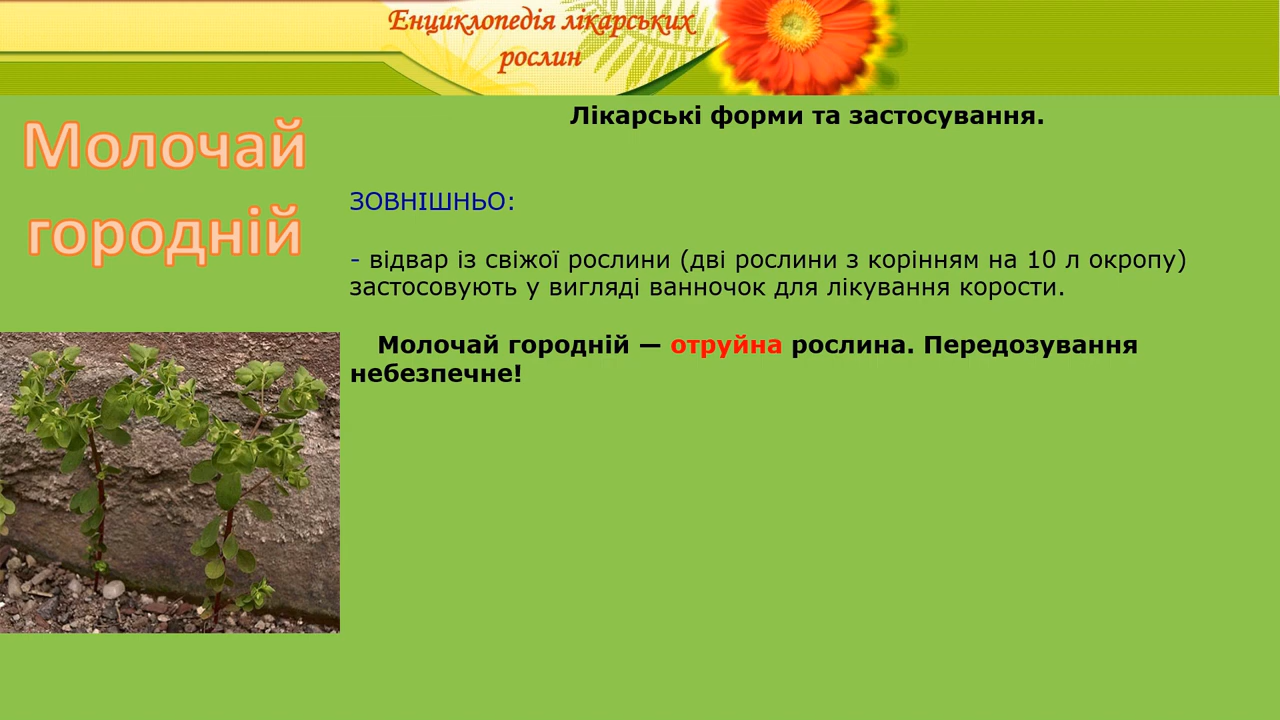 Енциклопедія лікарських
рослин
Молочай
городній
Лікарські форми та застосування.
ЗОВНІШНЬО:
- відвар із свіжої рослини (дві рослини з корінням на 10 л окропу)
застосовують у вигляді ванночок для лікування корости.
Молочай городній — отруйна рослина. Передозування
небезпечне!